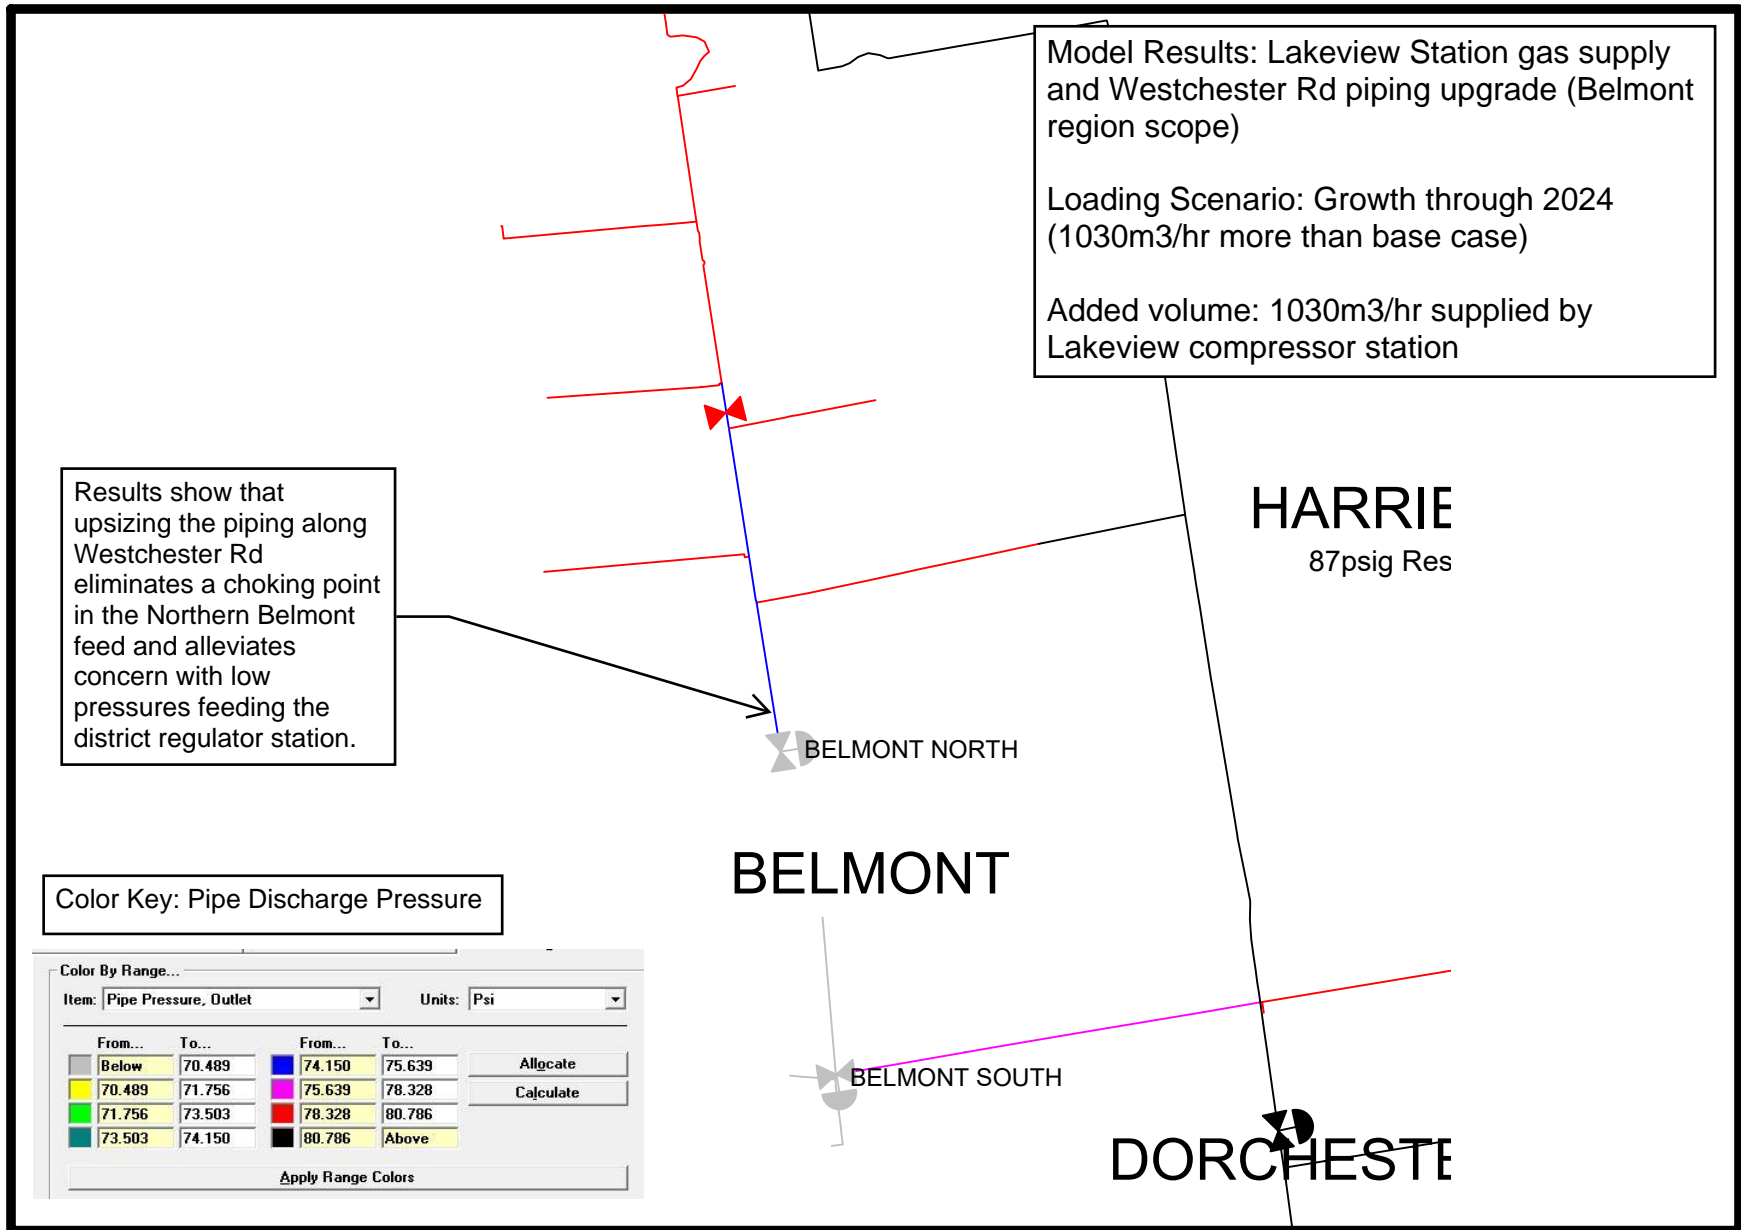 Model Results: Lakeview Station gas supply
and Westchester Rd piping upgrade (Belmont
region scope)
Loading Scenario: Growth through 2024
(1030m3/hr more than base case)
Added volume: 1030m3/hr supplied by
Lakeview compressor station
HARRIE
87psig Res
Results show that
upsizing the piping along
Westchester Rd
eliminates a choking point
in the Northern Belmont
feed and alleviates
concern with low
pressures feeding the
district regulator station.
BELMONT NORTH
BELMONT
BELMONT SOUTH
DORCHESTE
Color Key: Pipe Discharge Pressure
Color By Range...
Item: Pipe Pressure, Outlet Units: Psi
From... To... From... To...
Below 70.489 74.150 75.639 Allocate
70.489 71.756 75.639 78.328 Calculate
71.756 73.503 78.328 80.786
73.503 74.150 80.786 Above
Apply Range Colors